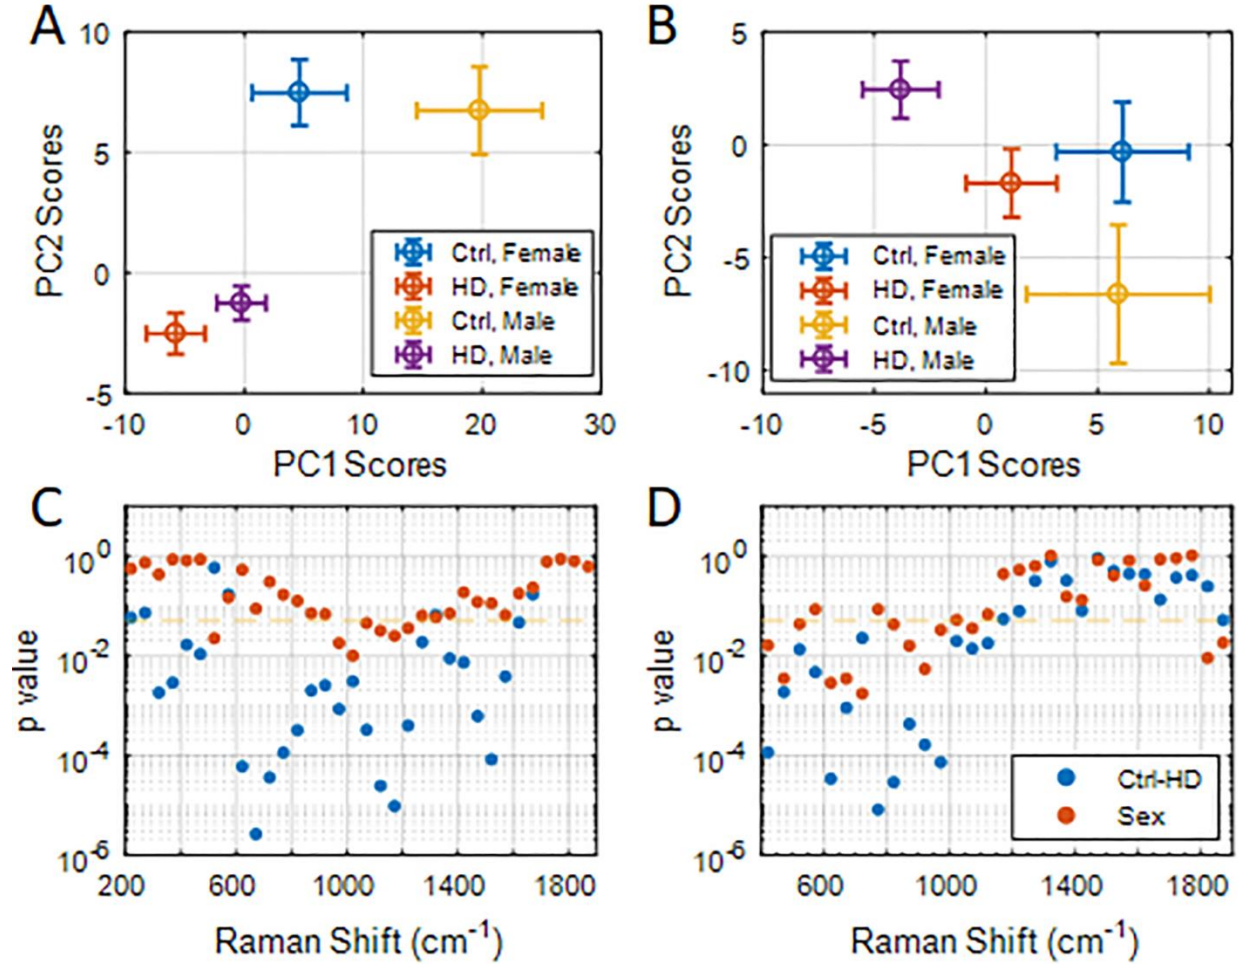 A
10
5
0
-5
PC2 Scores
Ctrl, Female
HD, Female
Ctrl, Male
HD, Male
-10 0 10 20 30
PC1 Scores
B
5
0
-5
-10
PC2 Scores
Ctrl, Female
HD, Female
Ctrl, Male
HD, Male
-10 -5 0 5 10
PC1 Scores
C
10^0
10^-2
10^-4
10^-6
p value
200 600 1000 1400 1800
Raman Shift (cm^-1)
D
10^0
10^-2
10^-4
10^-6
p value
Ctrl-HD
Sex
600 1000 1400 1800
Raman Shift (cm^-1)